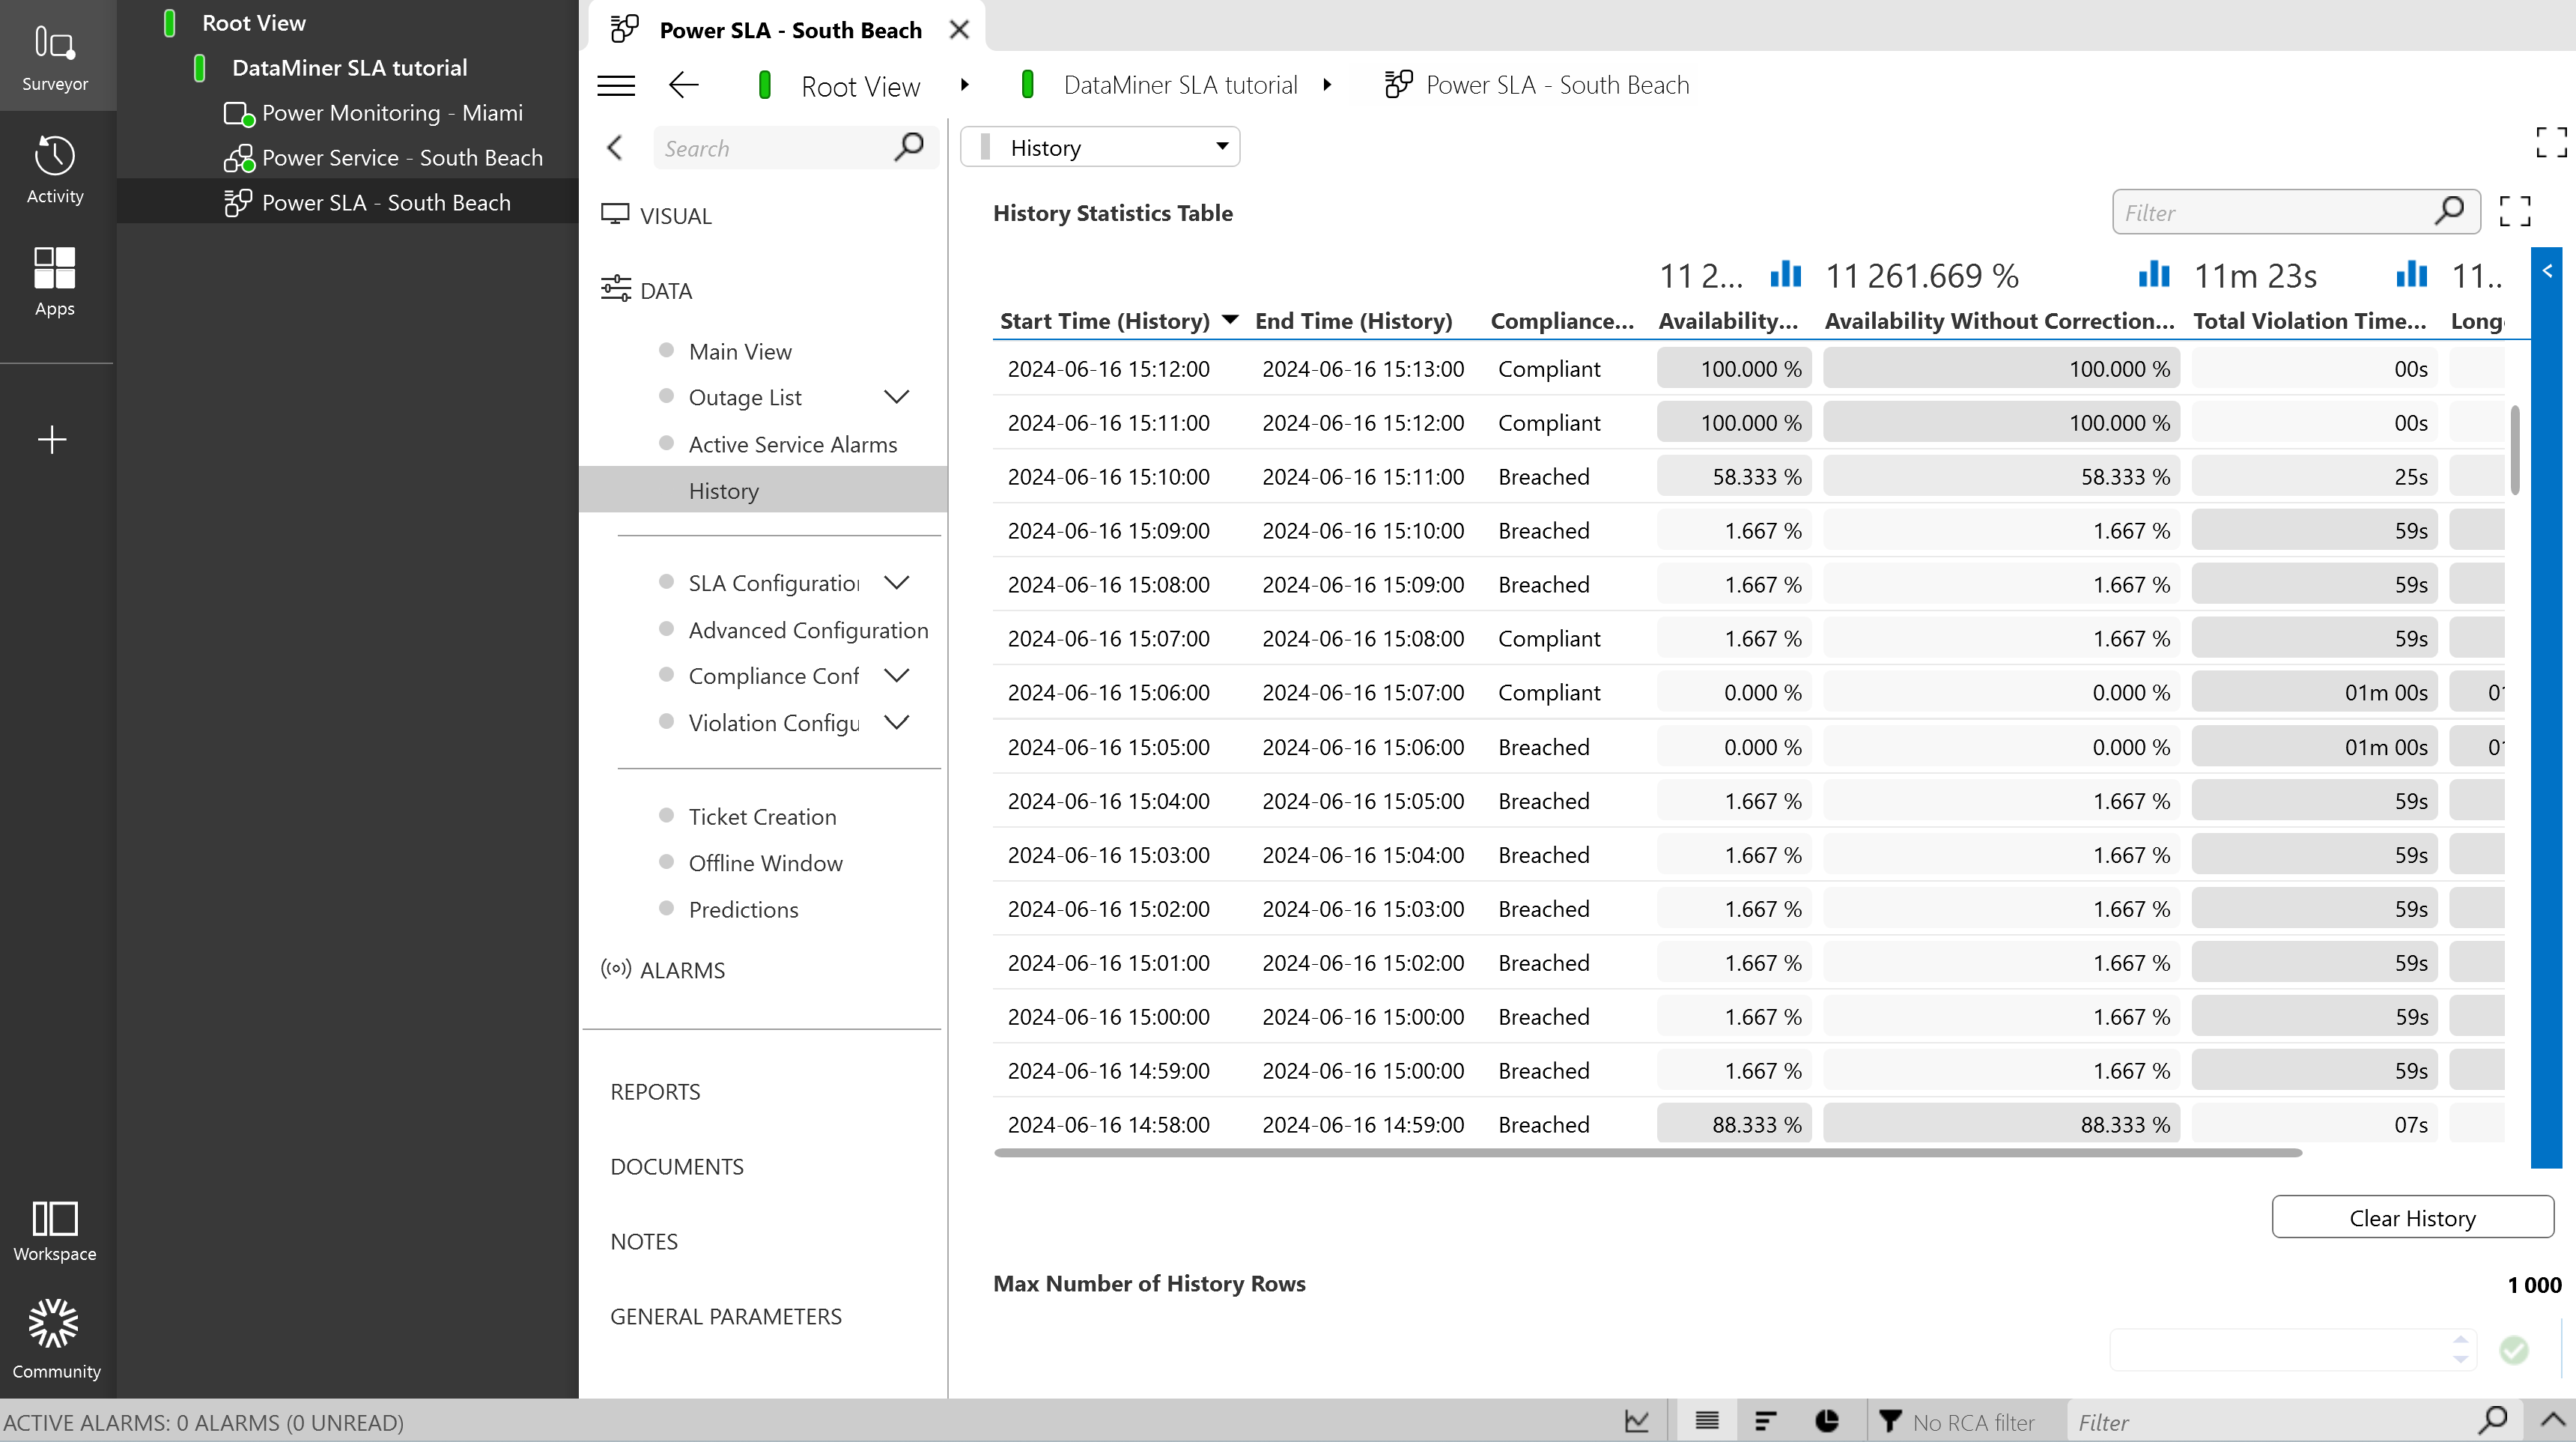 Surveyor
Activity
Apps
Workspace
Community
Root View
DataMiner SLA tutorial
Power Monitoring - Miami
Power Service - South Beach
Power SLA - South Beach
Power SLA - South Beach
Root View
DataMiner SLA tutorial
Power SLA - South Beach
Search
VISUAL
DATA
Main View
Outage List
Active Service Alarms
History
SLA Configuration
Advanced Configuration
Compliance Conf
Violation Configu
Ticket Creation
Offline Window
Predictions
ALARMS
REPORTS
DOCUMENTS
NOTES
GENERAL PARAMETERS
History
History Statistics Table
Filter
11 2... 11 261.669 % 11m 23s 11..
Start Time (History) End Time (History) Compliance... Availability... Availability Without Correction... Total Violation Time... Long
2024-06-16 15:12:00 2024-06-16 15:13:00 Compliant 100.000 % 100.000 % 00s
2024-06-16 15:11:00 2024-06-16 15:12:00 Compliant 100.000 % 100.000 % 00s
2024-06-16 15:10:00 2024-06-16 15:11:00 Breached 58.333 % 58.333 % 25s
2024-06-16 15:09:00 2024-06-16 15:10:00 Breached 1.667 % 1.667 % 59s
2024-06-16 15:08:00 2024-06-16 15:09:00 Breached 1.667 % 1.667 % 59s
2024-06-16 15:07:00 2024-06-16 15:08:00 Compliant 1.667 % 1.667 % 59s
2024-06-16 15:06:00 2024-06-16 15:07:00 Compliant 0.000 % 0.000 % 01m 00s 01
2024-06-16 15:05:00 2024-06-16 15:06:00 Breached 0.000 % 0.000 % 01m 00s 01
2024-06-16 15:04:00 2024-06-16 15:05:00 Breached 1.667 % 1.667 % 59s
2024-06-16 15:03:00 2024-06-16 15:04:00 Breached 1.667 % 1.667 % 59s
2024-06-16 15:02:00 2024-06-16 15:03:00 Breached 1.667 % 1.667 % 59s
2024-06-16 15:01:00 2024-06-16 15:02:00 Breached 1.667 % 1.667 % 59s
2024-06-16 15:00:00 2024-06-16 15:00:00 Breached 1.667 % 1.667 % 59s
2024-06-16 14:59:00 2024-06-16 15:00:00 Breached 1.667 % 1.667 % 59s
2024-06-16 14:58:00 2024-06-16 14:59:00 Breached 88.333 % 88.333 % 07s
Clear History
Max Number of History Rows
1 000
ACTIVE ALARMS: 0 ALARMS (0 UNREAD)
No RCA filter
Filter